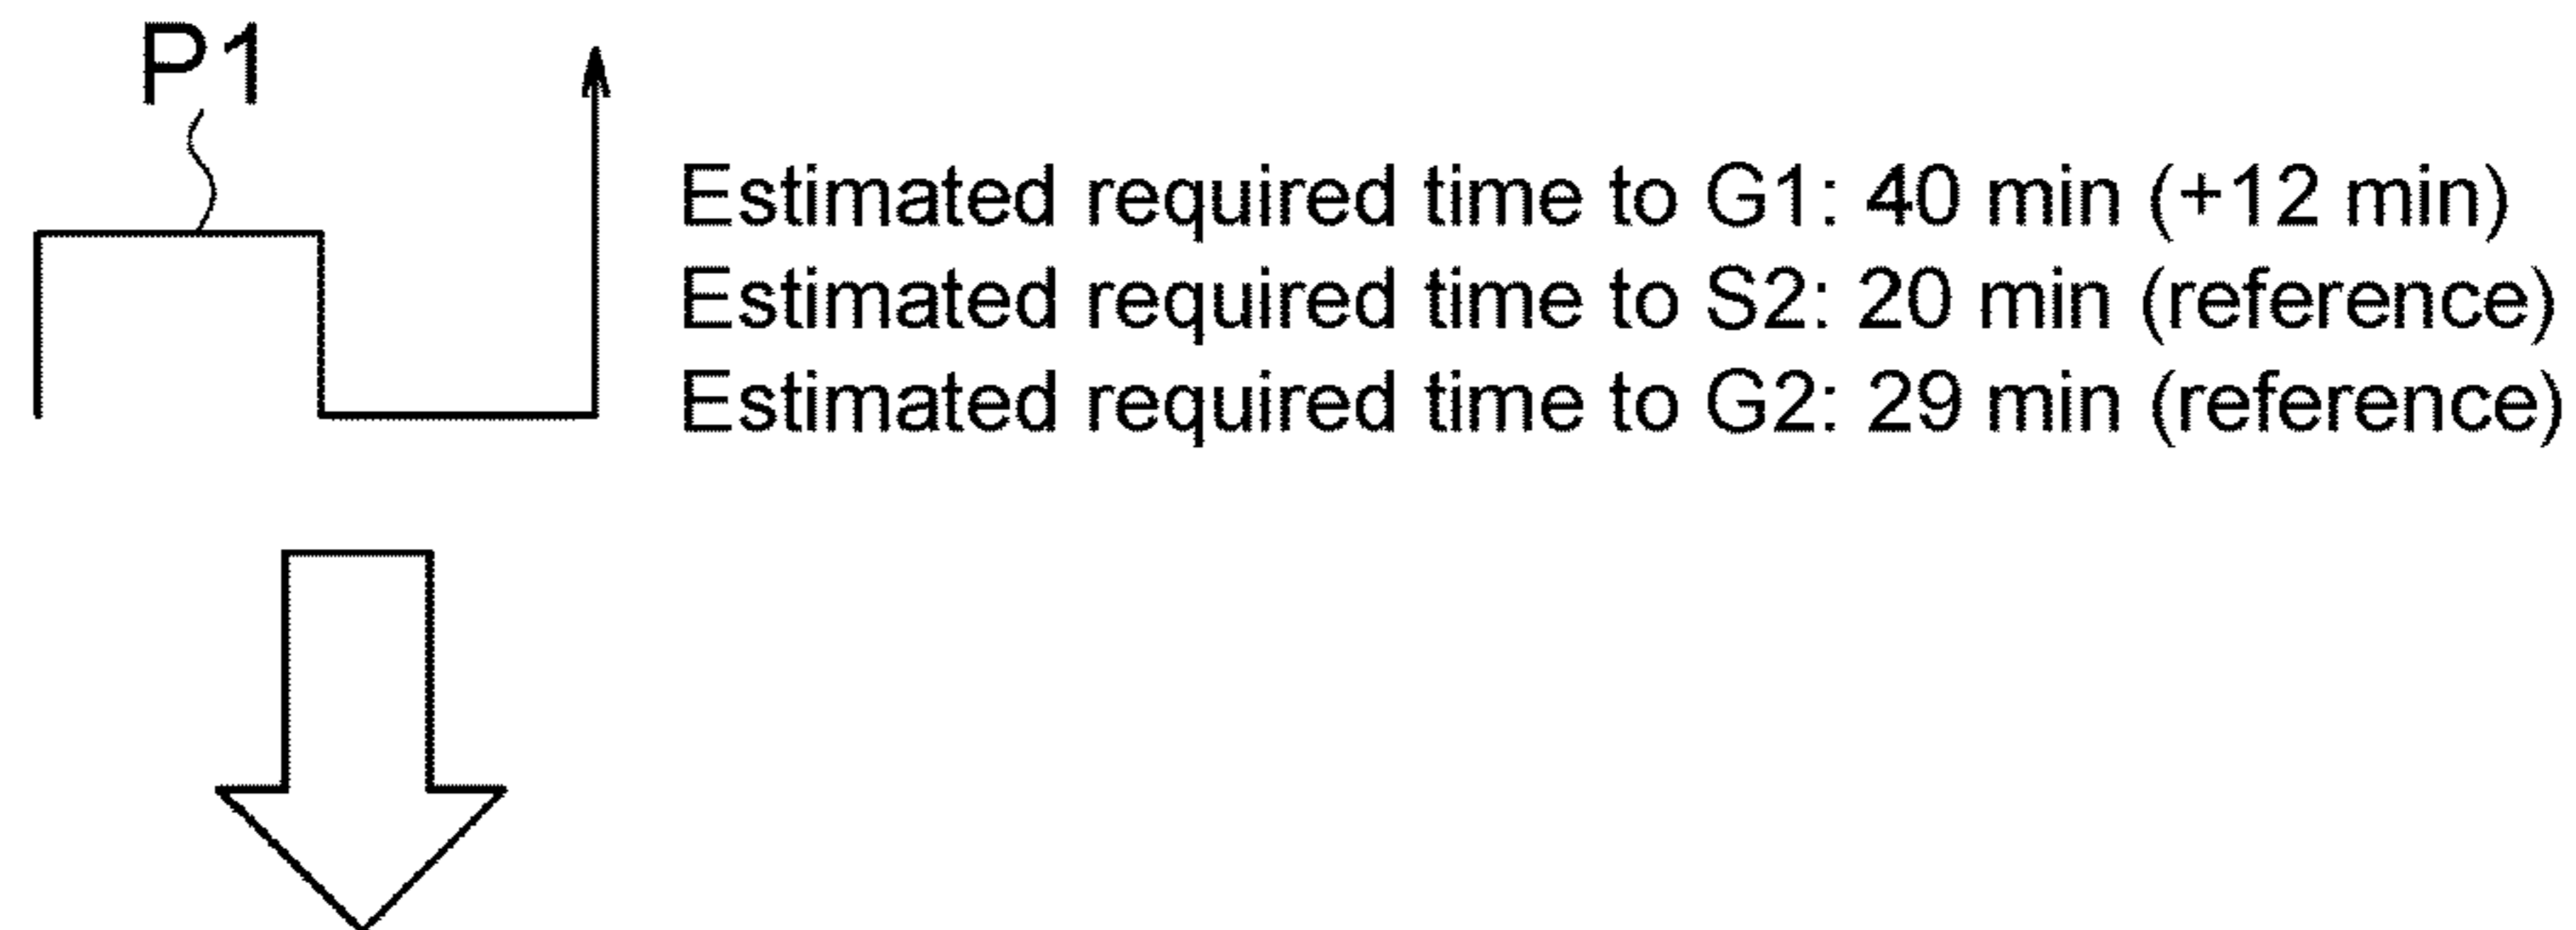 P1
Estimated required time to G1: 40 min (+12 min)
Estimated required time to S2: 20 min (reference)
Estimated required time to G2: 29 min (reference)